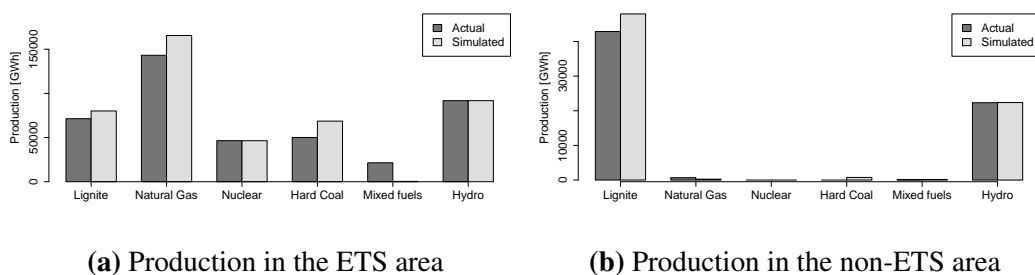 Production [GWh]
0
50000
150000
Actual
Simulated
Lignite Natural Gas Nuclear Hard Coal Mixed fuels Hydro
(a) Production in the ETS area
Production [GWh]
0
10000
30000
Actual
Simulated
Lignite Natural Gas Nuclear Hard Coal Mixed fuels Hydro
(b) Production in the non-ETS area